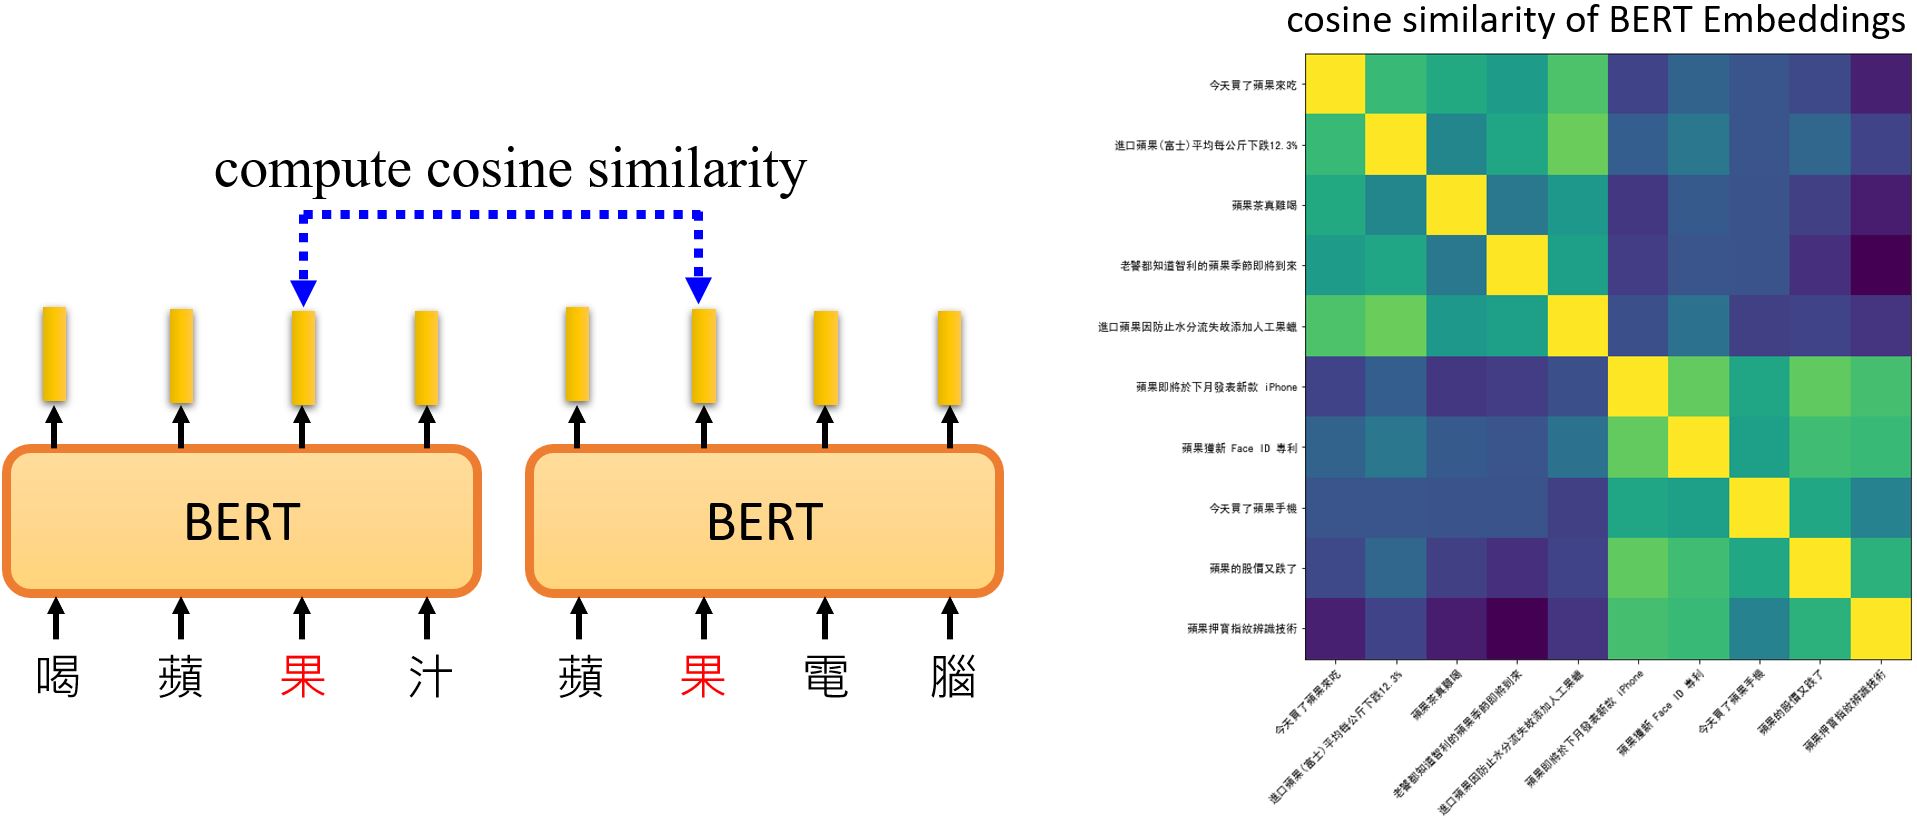 compute cosine similarity
BERT
BERT
喝 蘋 果 汁
蘋 果 電 腦
cosine similarity of BERT Embeddings
今天買了蘋果來吃
進口蘋果(富士)平均每公斤下跌12.3%
蘋果茶真難喝
老饕都知道智利的蘋果季節即將到來
進口蘋果因防止水分流失故添加人工果蠟
蘋果即將於下月發表新款 iPhone
蘋果獲新 Face ID 專利
今天買了蘋果手機
蘋果的股價又跌了
蘋果押寶指紋辨識技術
今天買了蘋果來吃
進口蘋果(富士)平均每公斤下跌12.3%
蘋果茶真難喝
老饕都知道智利的蘋果季節即將到來
進口蘋果因防止水分流失故添加人工果蠟
蘋果即將於下月發表新款 iPhone
蘋果獲新 Face ID 專利
今天買了蘋果手機
蘋果的股價又跌了
蘋果押寶指紋辨識技術